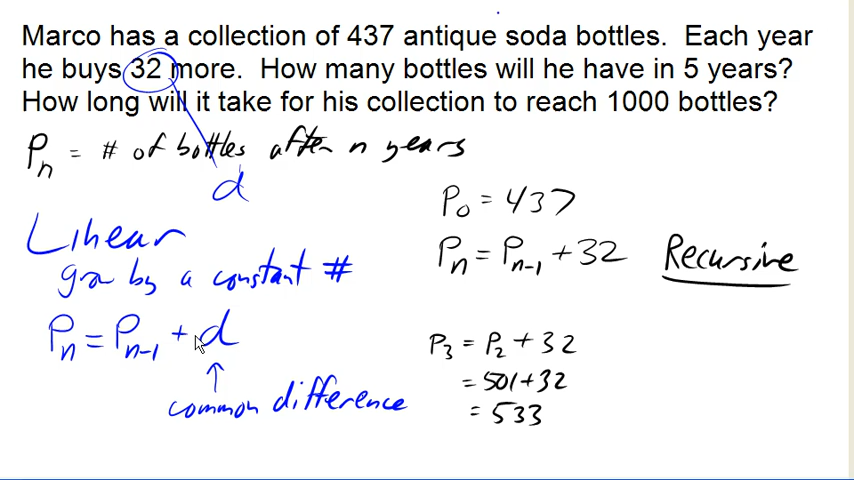 Marco has a collection of 437 antique soda bottles. Each year
he buys 32 more. How many bottles will he have in 5 years?
How long will it take for his collection to reach 1000 bottles?
Pn = # of bottles after n years
d
Linear
grow by a constant #
Pn = Pn-1 + d
common difference
P0 = 437
Pn = Pn-1 + 32 Recursive
P3 = P2 + 32
= 501 + 32
= 533